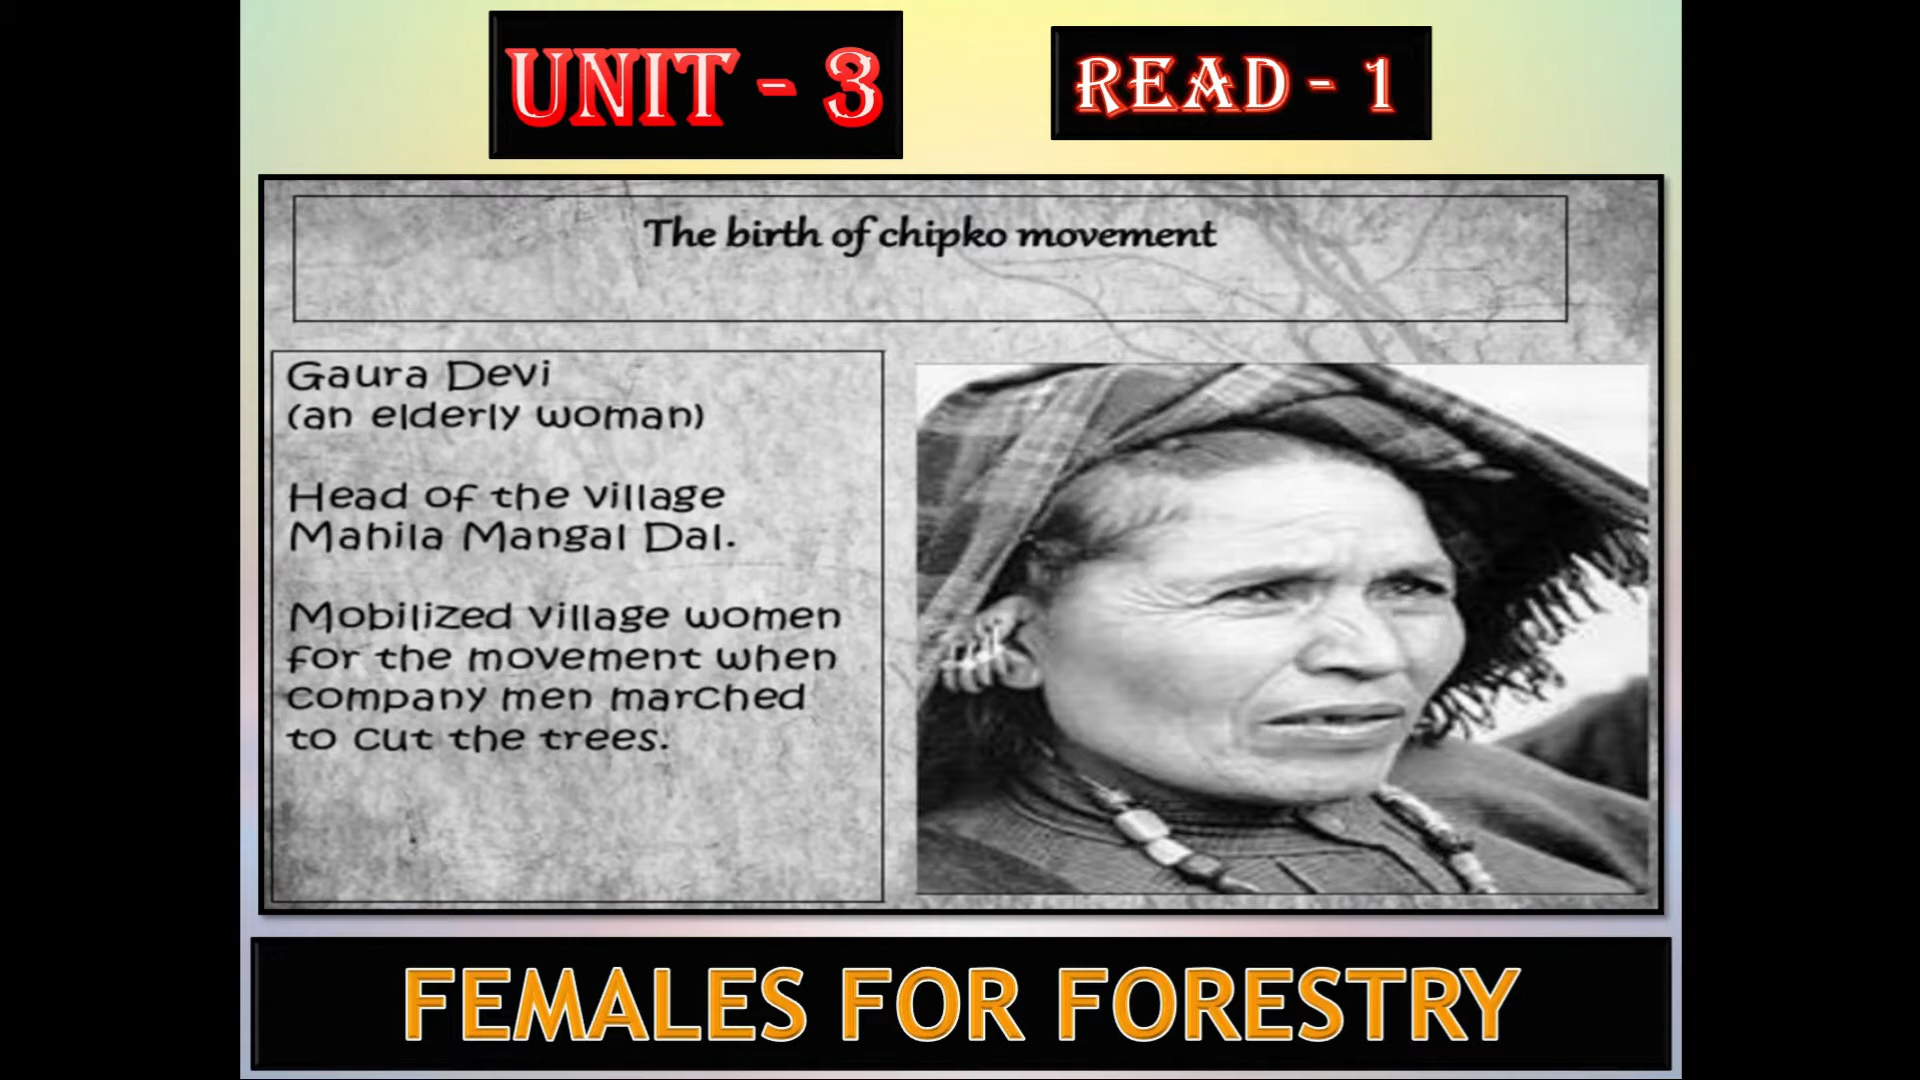 UNIT - 3
READ - 1
The birth of chipko movement
Gaura Devi
(an elderly woman)
Head of the village
Mahila Mangal Dal.
Mobilized village women
for the movement when
company men marched
to cut the trees.
FEMALES FOR FORESTRY